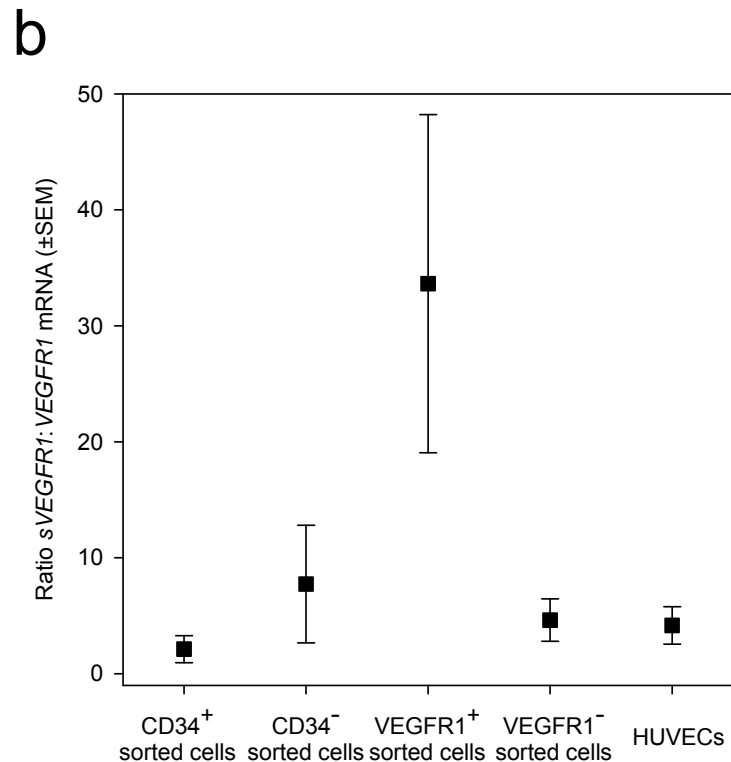 b
Ratio sVEGFR1:VEGFR1 mRNA (±SEM)
50
40
30
20
10
0
CD34+
sorted cells
CD34-
sorted cells
VEGFR1+
sorted cells
VEGFR1-
sorted cells
HUVECs